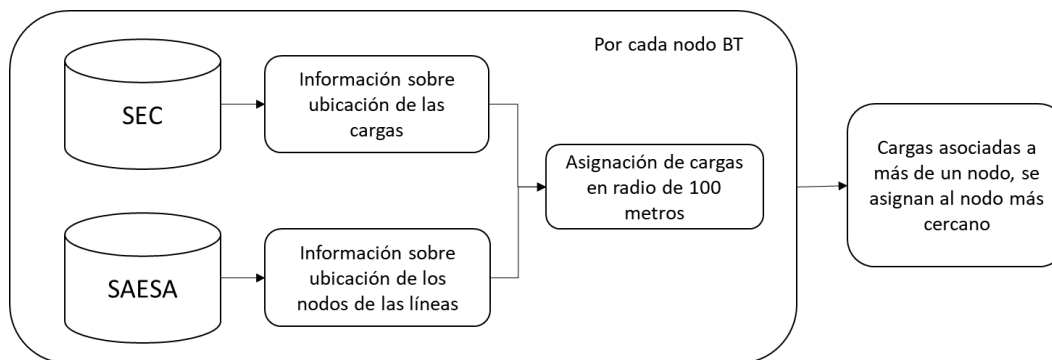 Por cada nodo BT
SEC
Información sobre
ubicación de las
cargas
Asignación de cargas
en radio de 100
metros
Cargas asociadas a
más de un nodo, se
asignan al nodo más
cercano
SAESA
Información sobre
ubicación de los
nodos de las líneas